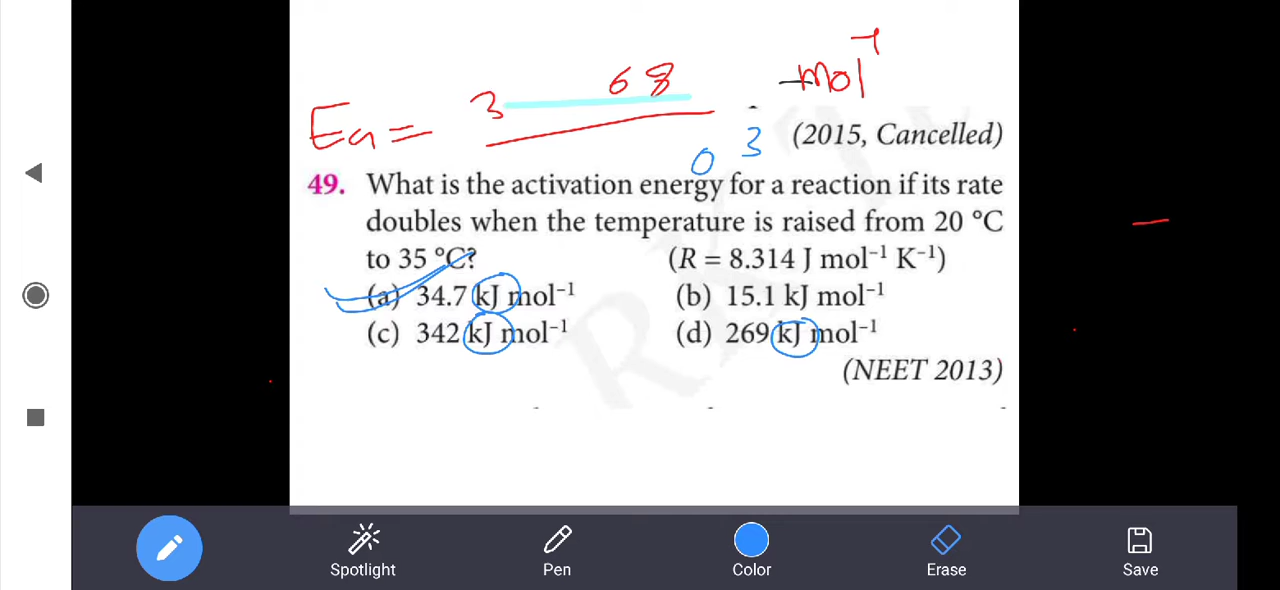 mol⁻¹
68
Ea = 3
(2015, Cancelled)
0 3
49. What is the activation energy for a reaction if its rate
doubles when the temperature is raised from 20 °C
to 35 °C? (R = 8.314 J mol⁻¹ K⁻¹)
(a) 34.7 kJ mol⁻¹ (b) 15.1 kJ mol⁻¹
(c) 342 kJ mol⁻¹ (d) 269 kJ mol⁻¹
(NEET 2013)
Spotlight Pen Color Erase Save